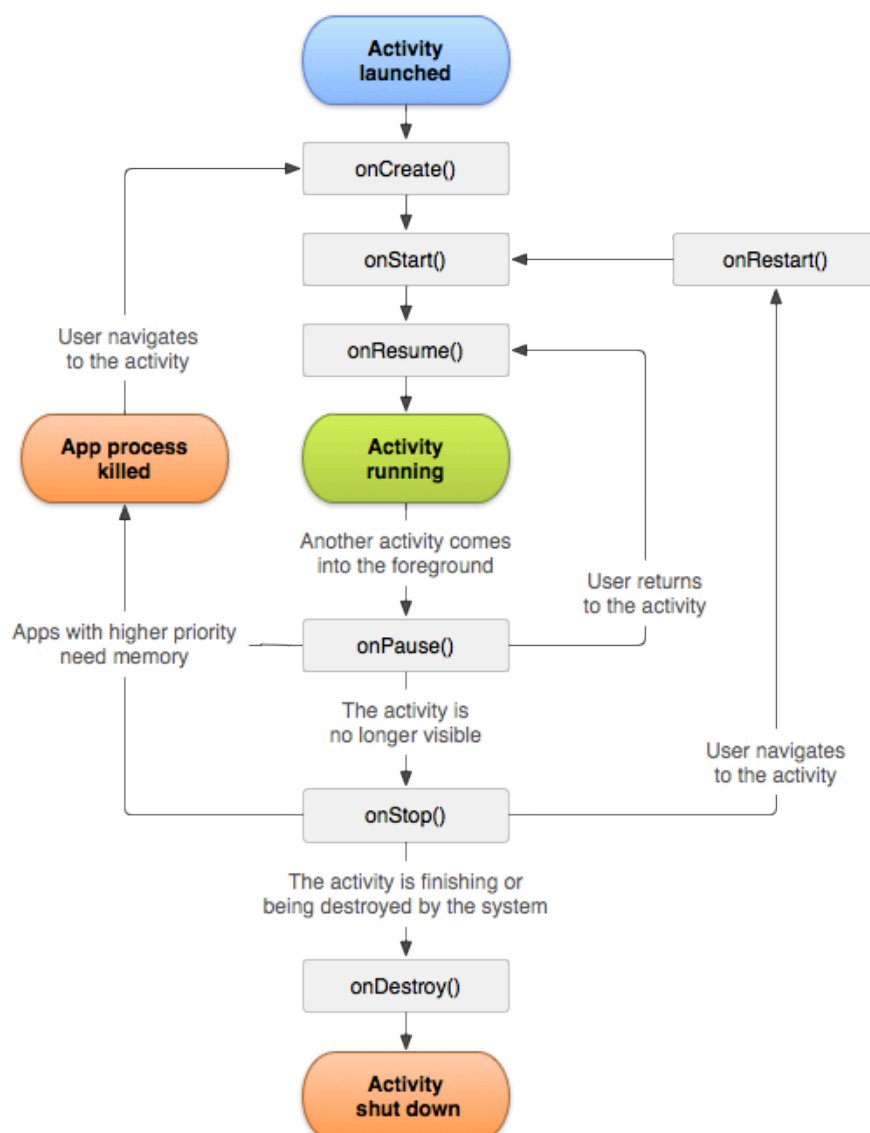 Activity
launched
onCreate()
onStart()
onRestart()
User navigates
to the activity
onResume()
App process
killed
Activity
running
Another activity comes
into the foreground
User returns
to the activity
Apps with higher priority
need memory
onPause()
The activity is
no longer visible
User navigates
to the activity
onStop()
The activity is finishing or
being destroyed by the system
onDestroy()
Activity
shut down